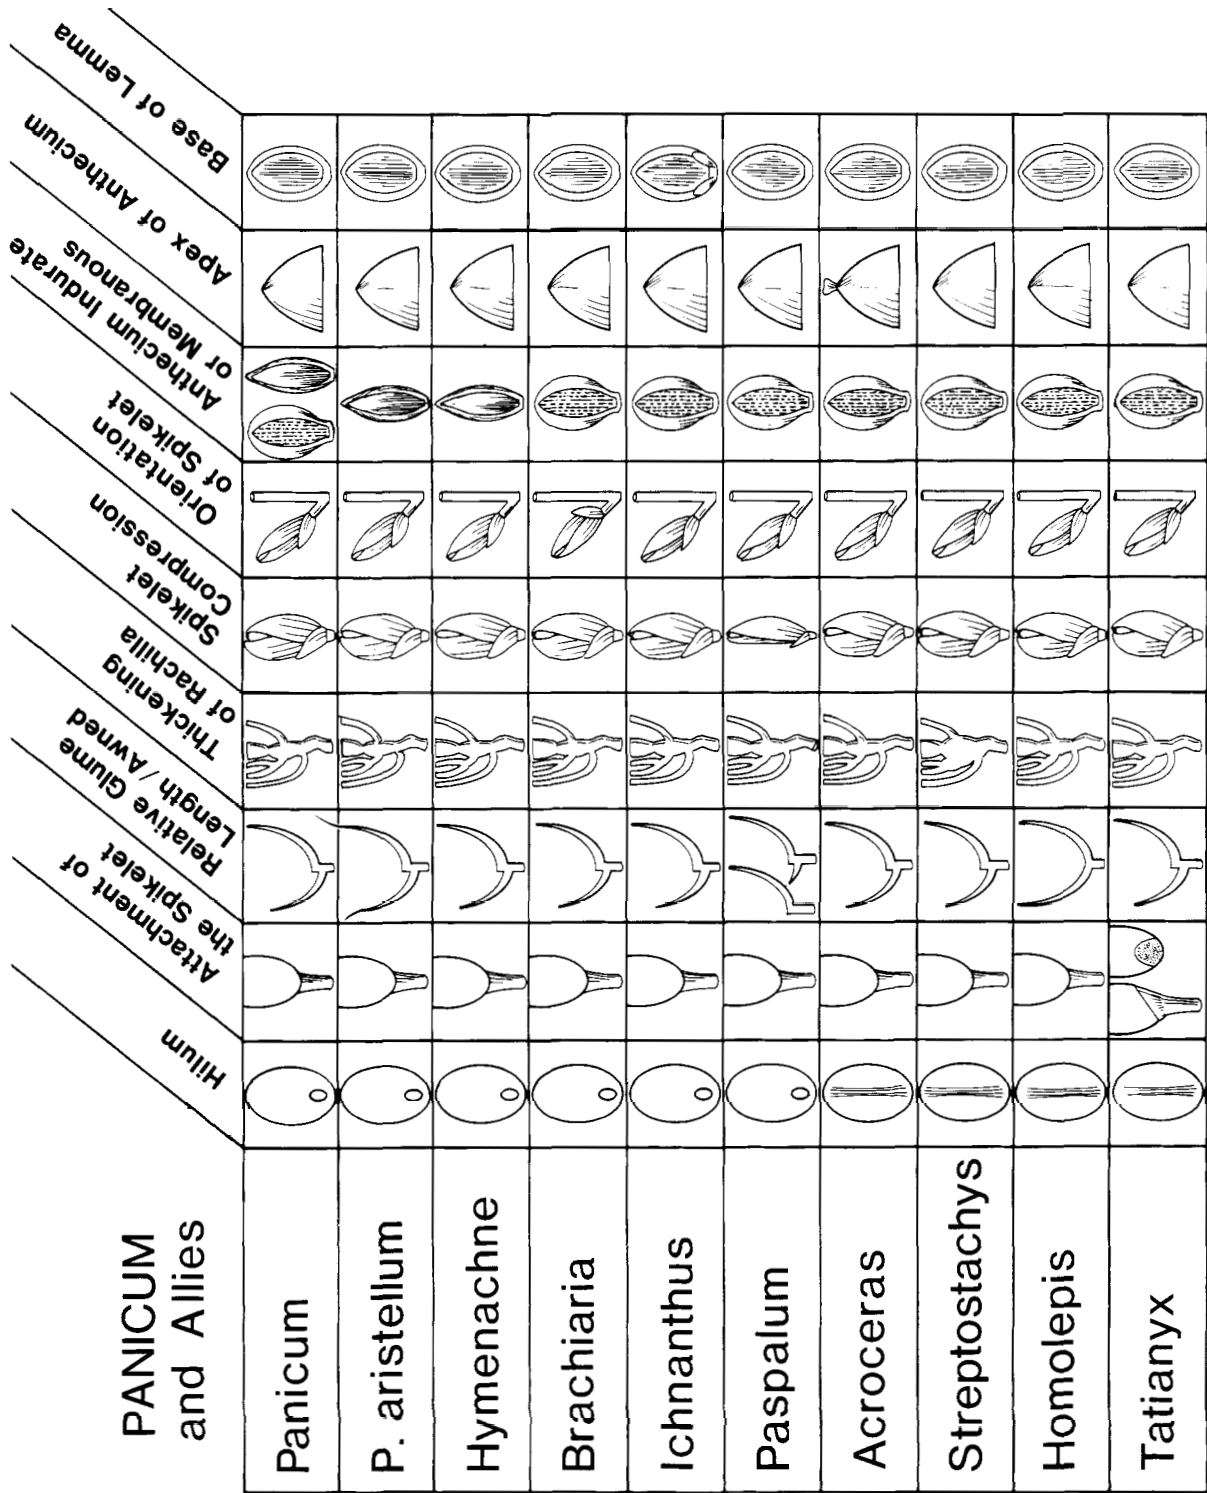 PANICUM
and Allies
Hilum
Attachment of
the Spikelet
Relative Glume
Length / Awned
Thickening
of Rachilla
Spikelet
Compression
Orientation
of Spikelet
Anthecium Indurate
or Membranous
Apex of Anthecium
Base of Lemma
Panicum
P. aristellum
Hymenachne
Brachiaria
Ichnanthus
Paspalum
Acroceras
Streptostachys
Homolepis
Tatianyx